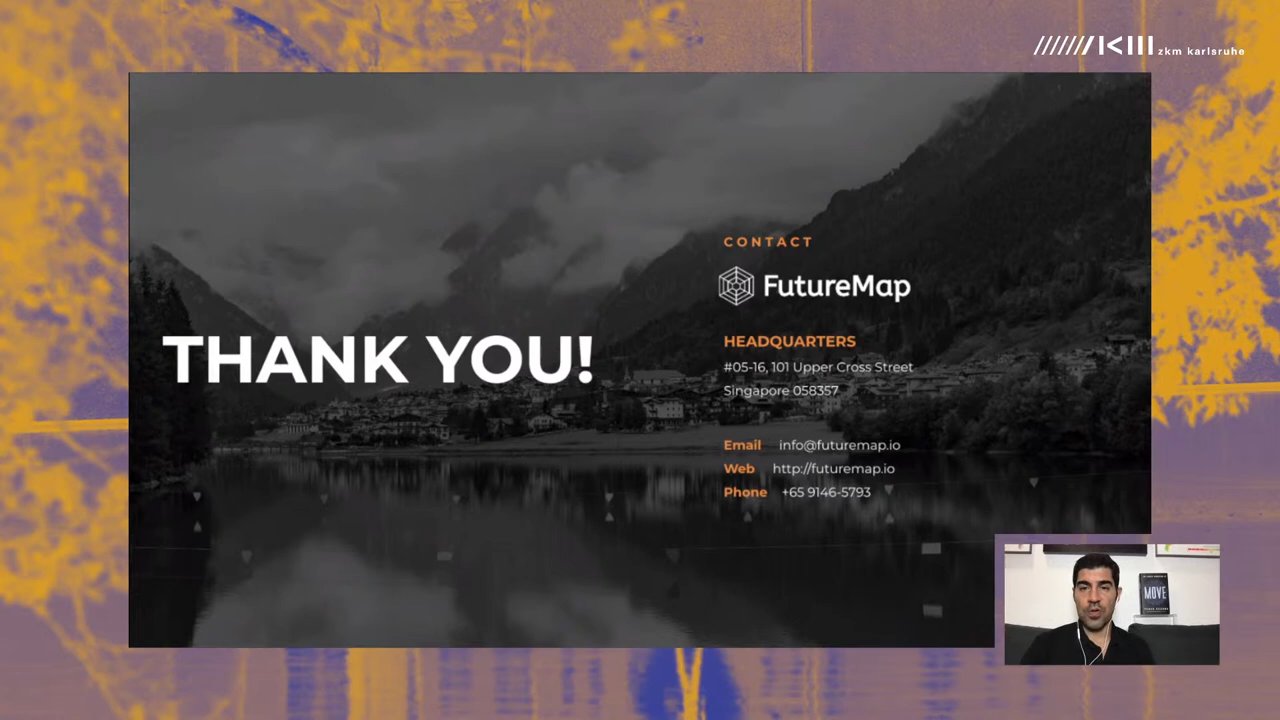 zkm karlsruhe
CONTACT
FutureMap
THANK YOU!
HEADQUARTERS
#05-16, 101 Upper Cross Street
Singapore 058357
Email info@futuremap.io
Web http://futuremap.io
Phone +65 9146-5793
MOVE